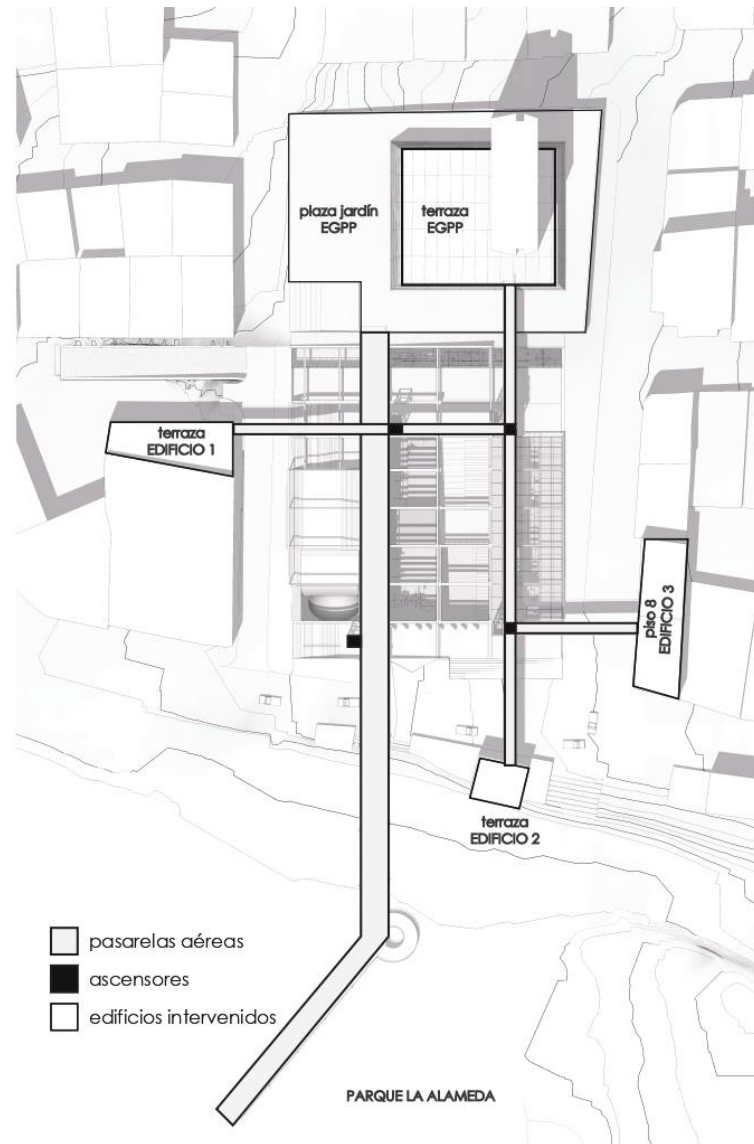 plaza jardín
EGPP
terraza
EGPP
terraza
EDIFICIO 1
piso 8
EDIFICIO 3
terraza
EDIFICIO 2
pasarelas aéreas
ascensores
edificios intervenidos
PARQUE LA ALAMEDA